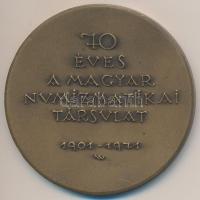 70
ÉVES
A MAGYAR
NUMIZMATIKAI
TÁRSULAT
1901-1971